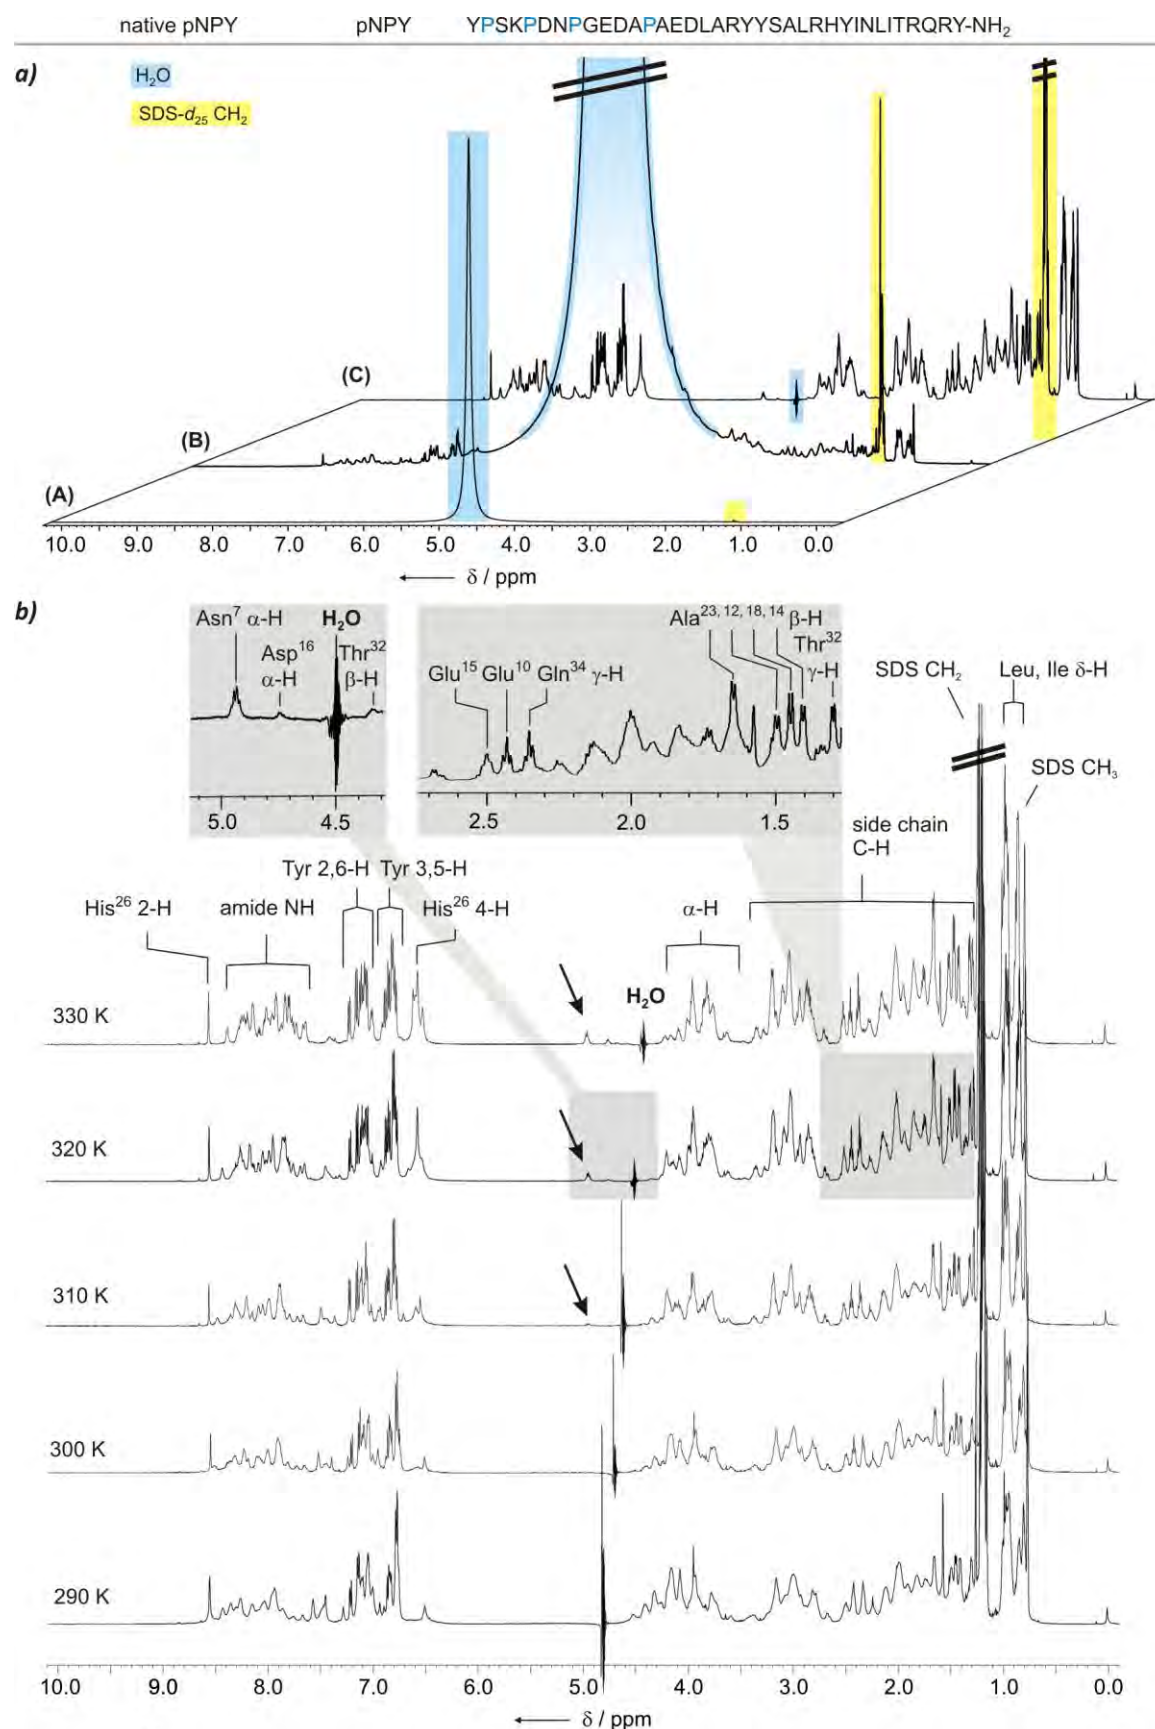 native pNPY pNPY YPSKPDNPGEDAPAEDLARYYSALRHYINLITRQRY-NH2
a)
H2O
SDS-d25 CH2
(C)
(B)
(A)
10.0 9.0 8.0 7.0 6.0 5.0 4.0 3.0 2.0 1.0 0.0
δ / ppm
b)
Asn7 α-H
H2O
Asp16 α-H
Thr32 β-H
5.0 4.5
Glu15 Glu10 Gln34 γ-H
Ala23, 12, 18, 14 β-H
Thr32 γ-H
2.5 2.0 1.5
SDS CH2
Leu, Ile δ-H
SDS CH3
side chain
C-H
Tyr 2,6-H Tyr 3,5-H
His26 2-H amide NH His26 4-H α-H
H2O
330 K
320 K
310 K
300 K
290 K
10.0 9.0 8.0 7.0 6.0 5.0 4.0 3.0 2.0 1.0 0.0
δ / ppm